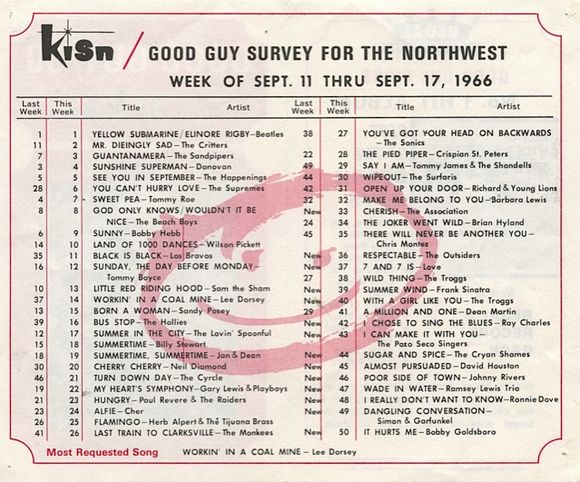 kisn / GOOD GUY SURVEY FOR THE NORTHWEST
WEEK OF SEPT. 11 THRU SEPT. 17, 1966
Last Week This Week Title Artist
1 1 YELLOW SUBMARINE/ELINORE RIGBY—Beatles
11 2 MR. DIEINGLY SAD—The Critters
7 3 GUANTANAMERA—The Sandpipers
3 4 SUNSHINE SUPERMAN—Donovan
5 5 SEE YOU IN SEPTEMBER—The Happenings
28 6 YOU CAN'T HURRY LOVE—The Supremes
4 7 SWEET PEA—Tommy Roe
8 8 GOD ONLY KNOWS/WOULDN'T IT BE
NICE—The Beach Boys
6 9 SUNNY—Bobby Hebb
14 10 LAND OF 1000 DANCES—Wilson Pickett
35 11 BLACK IS BLACK—Los Bravos
16 12 SUNDAY, THE DAY BEFORE MONDAY—
Tommy Boyce
10 13 LITTLE RED RIDING HOOD—Sam the Sham
37 14 WORKIN' IN A COAL MINE—Lee Dorsey
13 15 BORN A WOMAN—Sandy Posey
39 16 BUS STOP—The Hollies
12 17 SUMMER IN THE CITY—The Lovin' Spoonful
15 18 SUMMERTIME—Billy Stewart
18 19 SUMMERTIME, SUMMERTIME—Jan & Dean
30 20 CHERRY CHERRY—Neil Diamond
46 21 TURN DOWN DAY—The Cyrcle
19 22 MY HEART'S SYMPHONY—Gary Lewis & Playboys
21 23 HUNGRY—Paul Revere & The Raiders
23 24 ALFIE—Cher
26 25 FLAMINGO—Herb Alpert & The Tijuana Brass
41 26 LAST TRAIN TO CLARKSVILLE—The Monkees
Last Week This Week Title Artist
38 27 YOU'VE GOT YOUR HEAD ON BACKWARDS
—The Sonics
22 28 THE PIED PIPER—Crispian St. Peters
49 29 SAY I AM—Tommy James & The Shondells
44 30 WIPEOUT—The Surfaris
42 31 OPEN UP YOUR DOOR—Richard & Young Lions
32 32 MAKE ME BELONG TO YOU—Barbara Lewis
New 33 CHERISH—The Association
24 34 THE JOKER WENT WILD—Brian Hyland
45 35 THERE WILL NEVER BE ANOTHER YOU—
Chris Montez
New 36 RESPECTABLE—The Outsiders
New 37 7 AND 7 IS—Love
27 38 WILD THING—The Troggs
New 39 SUMMER WIND—Frank Sinatra
New 40 WITH A GIRL LIKE YOU—The Troggs
29 41 A MILLION AND ONE—Dean Martin
New 42 I CHOSE TO SING THE BLUES—Ray Charles
New 43 I CAN MAKE IT WITH YOU—
The Pozo Seco Singers
New 44 SUGAR AND SPICE—The Cryan Shames
New 45 ALMOST PURSUADED—David Houston
New 46 POOR SIDE OF TOWN—Johnny Rivers
New 47 WADE IN WATER—Ramsey Lewis Trio
New 48 I REALLY DON'T WANT TO KNOW—Ronnie Dove
New 49 DANGLING CONVERSATION—
Simon & Garfunkel
New 50 IT HURTS ME—Bobby Goldsboro
Most Requested Song WORKIN' IN A COAL MINE—Lee Dorsey